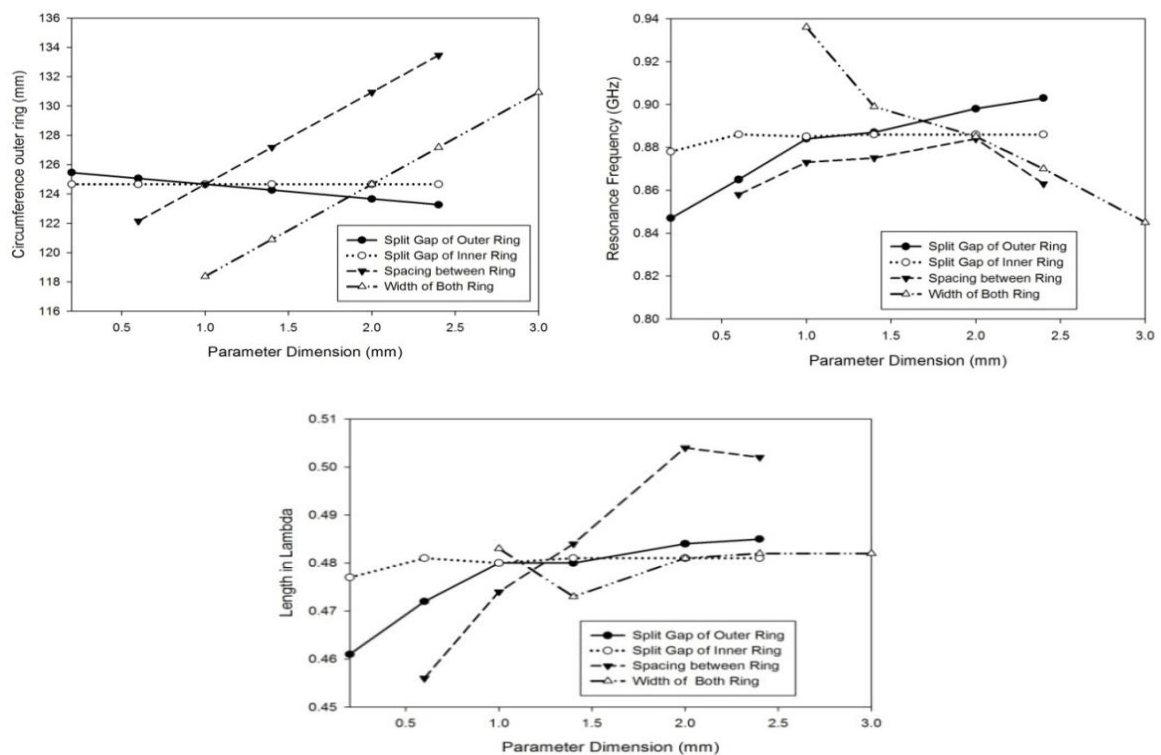 Circumference outer ring (mm)
136
134
132
130
128
126
124
122
120
118
116
0.5
1.0
1.5
2.0
2.5
3.0
Parameter Dimension (mm)
Split Gap of Outer Ring
Split Gap of Inner Ring
Spacing between Ring
Width of Both Ring
Resonance Frequency (GHz)
0.94
0.92
0.90
0.88
0.86
0.84
0.82
0.80
0.5
1.0
1.5
2.0
2.5
3.0
Parameter Dimension (mm)
Split Gap of Outer Ring
Split Gap of Inner Ring
Spacing between Ring
Width of Both Ring
Length in Lambda
0.51
0.50
0.49
0.48
0.47
0.46
0.45
0.5
1.0
1.5
2.0
2.5
3.0
Parameter Dimension (mm)
Split Gap of Outer Ring
Split Gap of Inner Ring
Spacing between Ring
Width of Both Ring